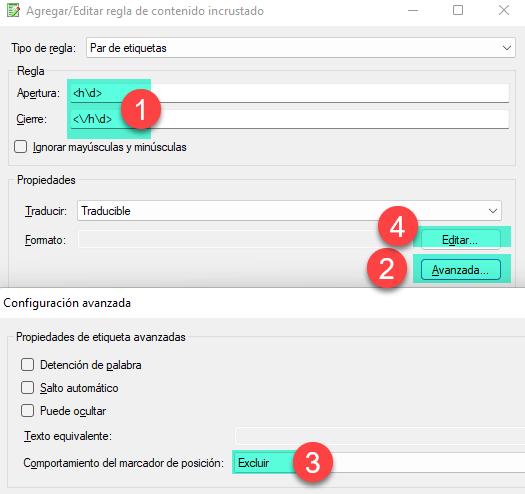 Agregar/Editar regla de contenido incrustado
Tipo de regla: Par de etiquetas
Regla
Apertura: <h\d>
1
Cierre: <\/h\d>
Ignorar mayúsculas y minúsculas
Propiedades
Traducir: Traducible
4
Formato: Editar...
2 Avanzada...
Configuración avanzada
Propiedades de etiqueta avanzadas
Detención de palabra
Salto automático
Puede ocultar
Texto equivalente:
Comportamiento del marcador de posición: Excluir 3